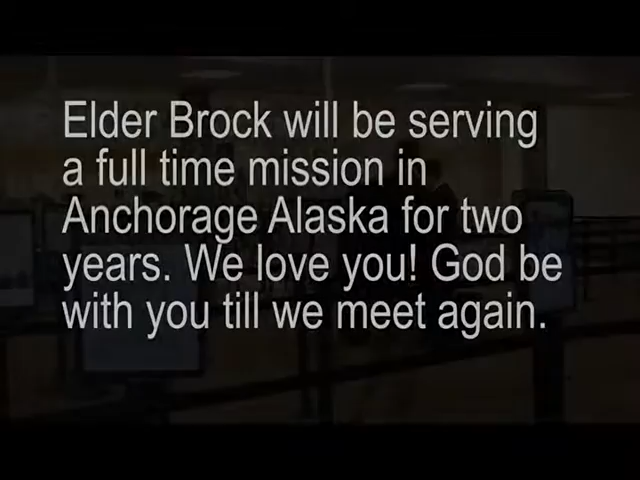 Elder Brock will be serving
a full time mission in
Anchorage Alaska for two
years. We love you! God be
with you till we meet again.